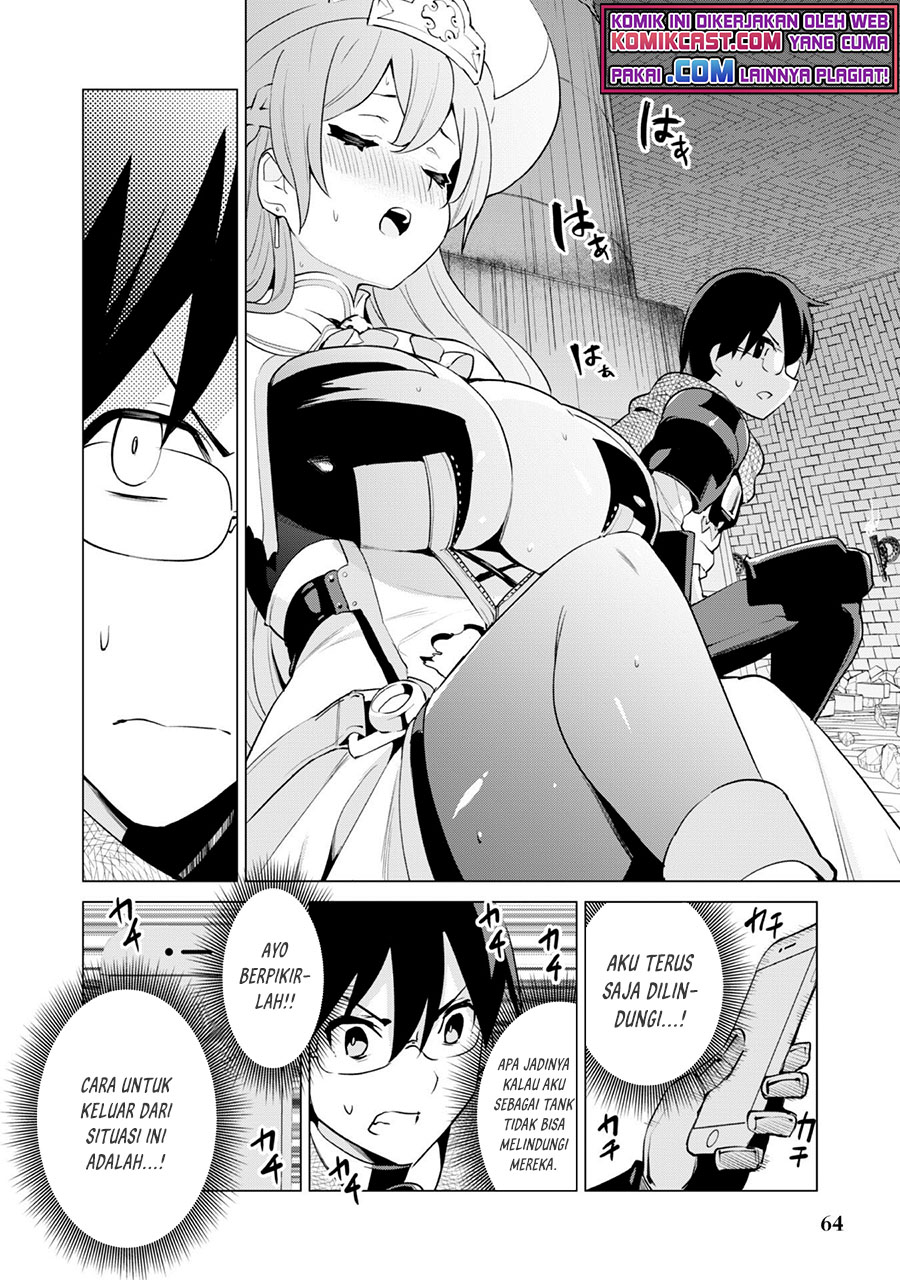 KOMIK INI DIKERJAKAN OLEH WEB
KOMIKCAST.COM YANG CUMA
PAKAI .COM LAINNYA PLAGIAT!
はぁ
はぁ
はぁ
カチ
AKU TERUS
SAJA DILIN-
DUNGI...!
カチ
カチ
カチ
APA JADINYA
KALAU AKU
SEBAGAI TANK
TIDAK BISA
MELINDUNGI
MEREKA.
カチ
AYO
BERPIKIR-
LAH!!
カチ
カチ
CARA UNTUK
KELUAR DARI
SITUASI INI
ADALAH...!
64